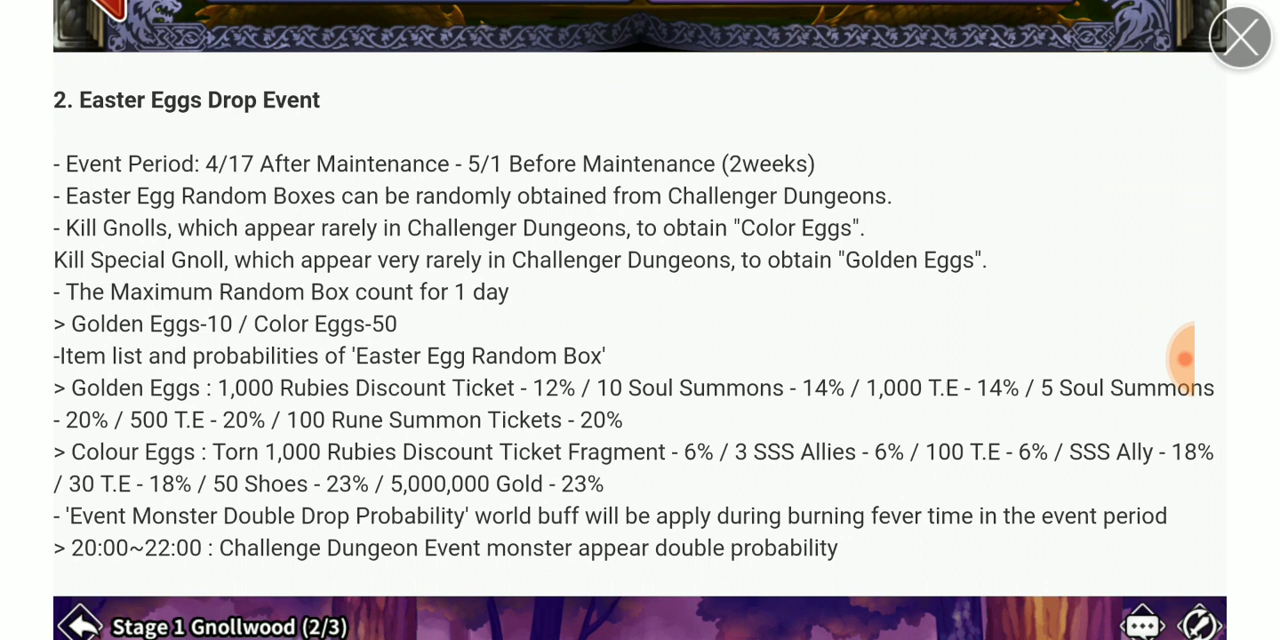 2. Easter Eggs Drop Event
- Event Period: 4/17 After Maintenance - 5/1 Before Maintenance (2weeks)
- Easter Egg Random Boxes can be randomly obtained from Challenger Dungeons.
- Kill Gnolls, which appear rarely in Challenger Dungeons, to obtain "Color Eggs".
Kill Special Gnoll, which appear very rarely in Challenger Dungeons, to obtain "Golden Eggs".
- The Maximum Random Box count for 1 day
> Golden Eggs-10 / Color Eggs-50
-Item list and probabilities of 'Easter Egg Random Box'
> Golden Eggs : 1,000 Rubies Discount Ticket - 12% / 10 Soul Summons - 14% / 1,000 T.E - 14% / 5 Soul Summons
- 20% / 500 T.E - 20% / 100 Rune Summon Tickets - 20%
> Colour Eggs : Torn 1,000 Rubies Discount Ticket Fragment - 6% / 3 SSS Allies - 6% / 100 T.E - 6% / SSS Ally - 18%
/ 30 T.E - 18% / 50 Shoes - 23% / 5,000,000 Gold - 23%
- 'Event Monster Double Drop Probability' world buff will be apply during burning fever time in the event period
> 20:00~22:00 : Challenge Dungeon Event monster appear double probability
Stage 1 Gnollwood (2/3)